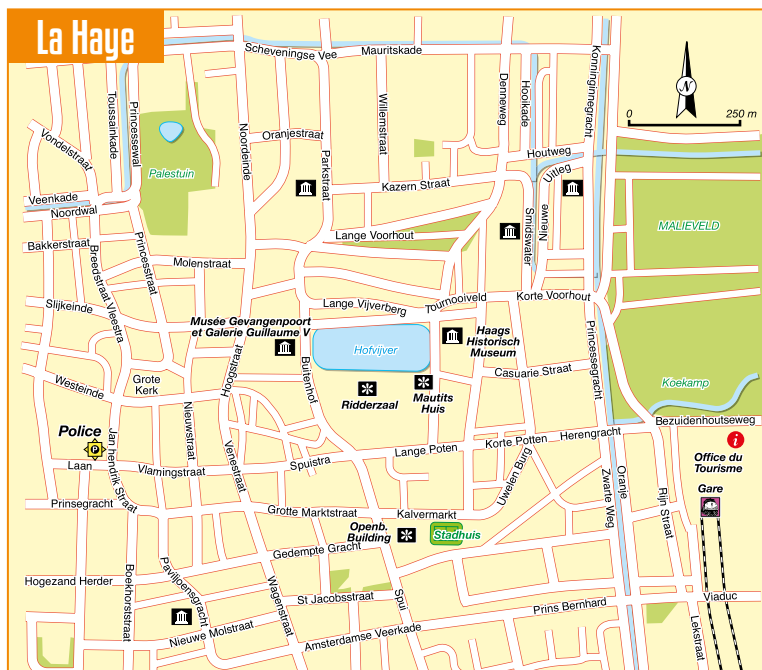 La Haye
Scheveningse Vee
Mauritskade
Toussainkade
Princessewal
Noordeinde
Oranjestraat
Parkstraat
Willemstraat
Denneweg
Hooikade
Konninginnegracht
N
0
250 m
Vondelstraat
Palestuin
Houtweg
Uitleg
Kazern Straat
Veenkade
Noordwal
Smidswater
Nieuwe
MALIEVELD
Bakkerstraat
Breedstraat Vleestra
Princesstraat
Lange Voorhout
Molenstraat
Slijkeinde
Lange Vijverberg
Tournooiveld
Korte Voorhout
Musée Gevangenpoort
et Galerie Guillaume V
Hofvijver
Haags
Historisch
Museum
Princessegracht
Hoogstraat
Buitenhof
Casuarie Straat
Koekamp
Westeinde
Grote
Kerk
Ridderzaal
Mautits
Huis
Nieuwstraat
Bezuidenhoutseweg
Police
P
Jan hendrik Straat
Venestraat
Lange Poten
Korte Potten
Herengracht
i
Office du
Tourisme
Laan
Vlamingstraat
Spuistra
Uwelen Burg
Oranje
Zwarte Weg
Rijn Straat
Gare
Prinsegracht
Grotte Marktstraat
Kalvermarkt
Openb.
Building
Stadhuis
Gedempte Gracht
Hogezand Herder
Boekhorststraat
Paviljoensgracht
Wagenstraat
St Jacobsstraat
Spui
Prins Bernhard
Viaduc
Lekstraat
Nieuwe Molstraat
Amsterdamse Veerkade